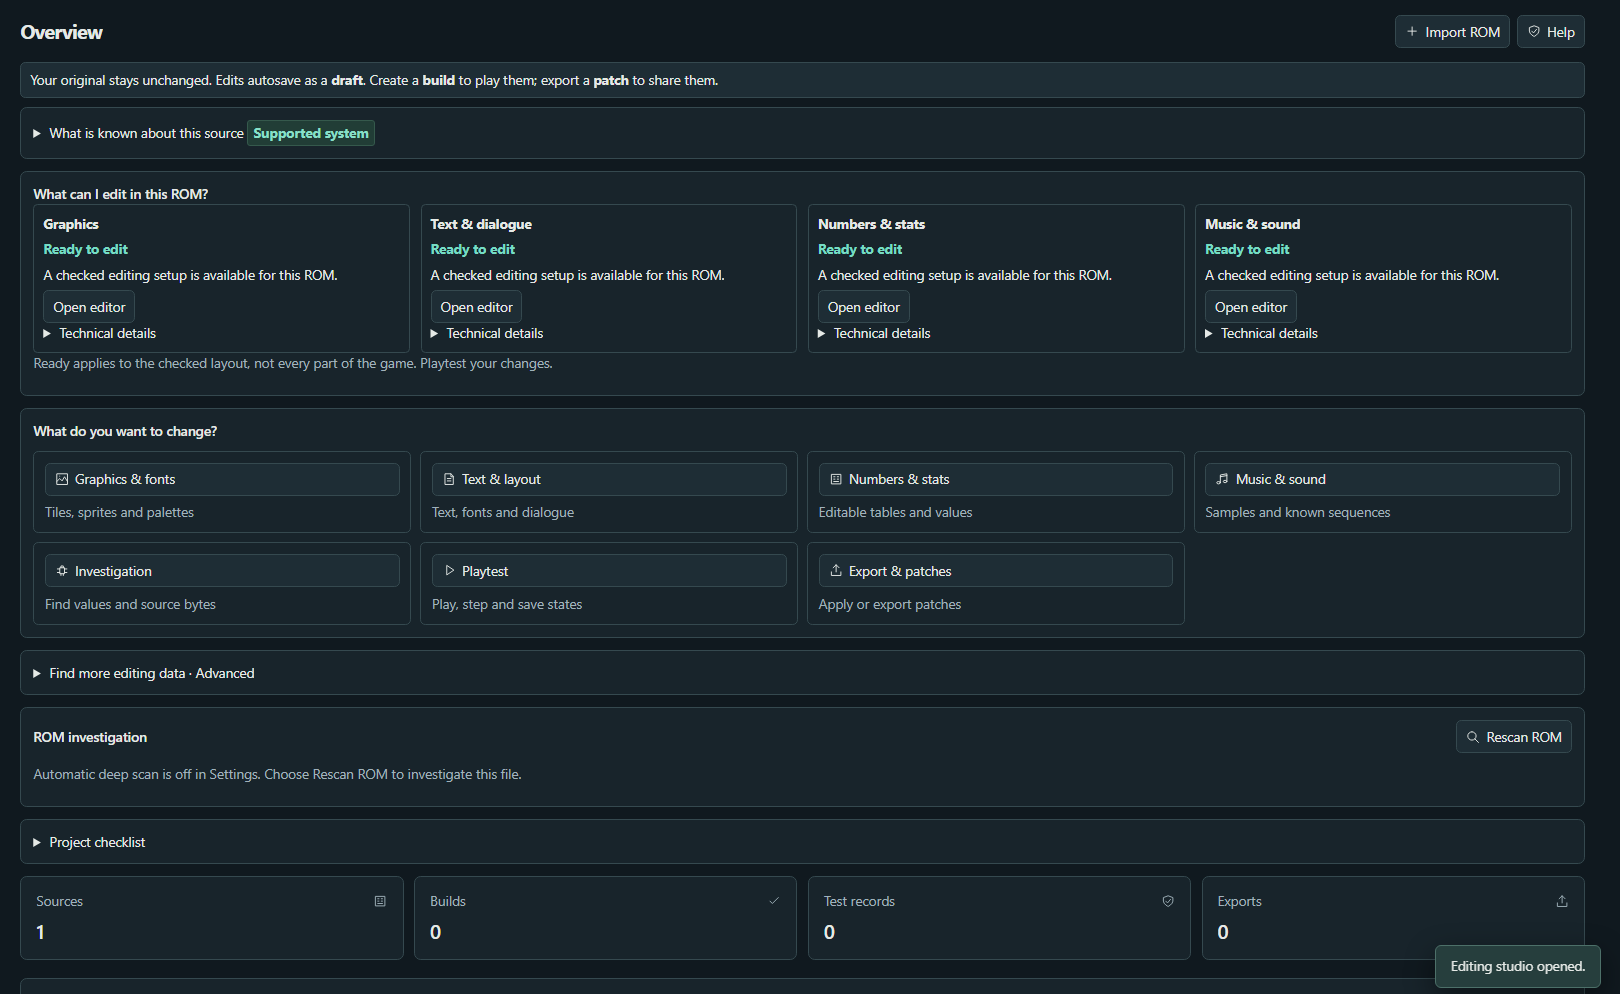 Overview
Import ROM
Help
Your original stays unchanged. Edits autosave as a draft. Create a build to play them; export a patch to share them.
What is known about this source Supported system
What can I edit in this ROM?
Graphics
Ready to edit
A checked editing setup is available for this ROM.
Open editor
Technical details
Text & dialogue
Ready to edit
A checked editing setup is available for this ROM.
Open editor
Technical details
Numbers & stats
Ready to edit
A checked editing setup is available for this ROM.
Open editor
Technical details
Music & sound
Ready to edit
A checked editing setup is available for this ROM.
Open editor
Technical details
Ready applies to the checked layout, not every part of the game. Playtest your changes.
What do you want to change?
Graphics & fonts
Tiles, sprites and palettes
Text & layout
Text, fonts and dialogue
Numbers & stats
Editable tables and values
Music & sound
Samples and known sequences
Investigation
Find values and source bytes
Playtest
Play, step and save states
Export & patches
Apply or export patches
Find more editing data · Advanced
ROM investigation
Rescan ROM
Automatic deep scan is off in Settings. Choose Rescan ROM to investigate this file.
Project checklist
Sources
1
Builds
0
Test records
0
Exports
0
Editing studio opened.